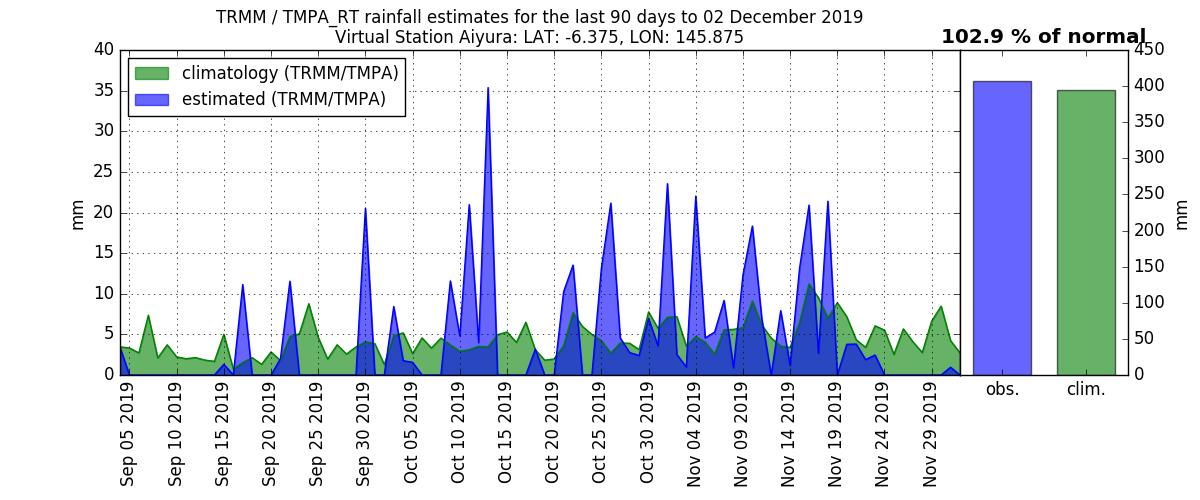 TRMM / TMPA_RT rainfall estimates for the last 90 days to 02 December 2019
Virtual Station Aiyura: LAT: -6.375, LON: 145.875
102.9 % of normal
climatology (TRMM/TMPA)
estimated (TRMM/TMPA)
40
35
30
25
20
15
10
5
0
mm
Sep 05 2019
Sep 10 2019
Sep 15 2019
Sep 20 2019
Sep 25 2019
Sep 30 2019
Oct 05 2019
Oct 10 2019
Oct 15 2019
Oct 20 2019
Oct 25 2019
Oct 30 2019
Nov 04 2019
Nov 09 2019
Nov 14 2019
Nov 19 2019
Nov 24 2019
Nov 29 2019
obs.
clim.
450
400
350
300
250
200
150
100
50
0
mm